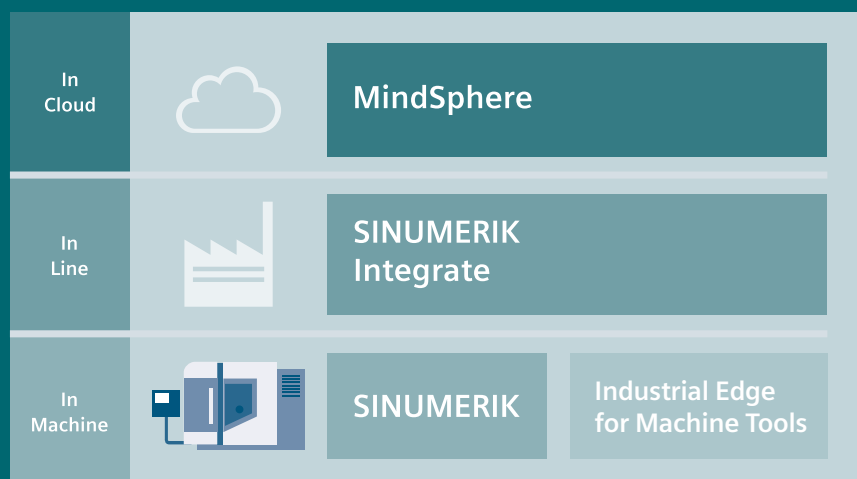 In
Cloud
MindSphere
In
Line
SINUMERIK
Integrate
In
Machine
SINUMERIK
Industrial Edge
for Machine Tools